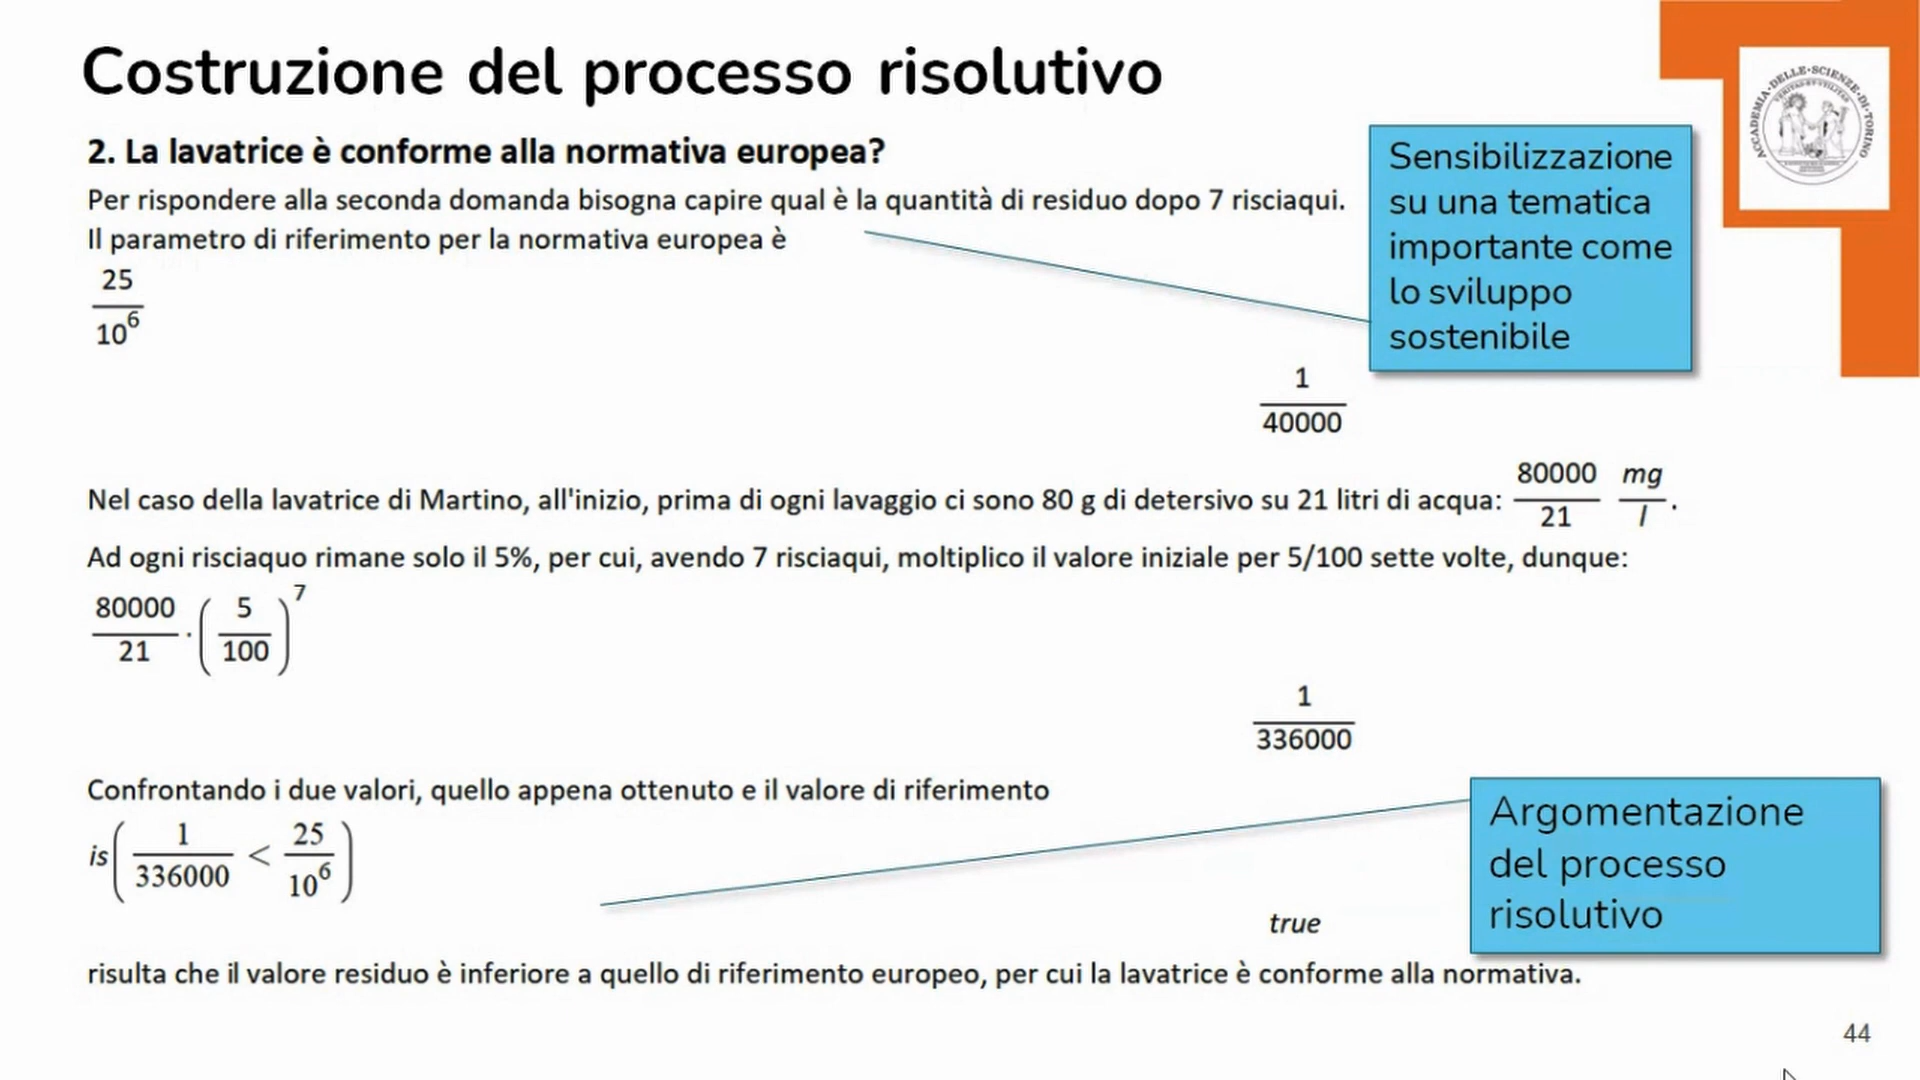 Costruzione del processo risolutivo
ACCADEMIA·DELLE·SCIENZE·DI·TORINO
2. La lavatrice è conforme alla normativa europea?
Per rispondere alla seconda domanda bisogna capire qual è la quantità di residuo dopo 7 risciaqui.
Il parametro di riferimento per la normativa europea è
25
10^6
Sensibilizzazione
su una tematica
importante come
lo sviluppo
sostenibile
1
40000
Nel caso della lavatrice di Martino, all'inizio, prima di ogni lavaggio ci sono 80 g di detersivo su 21 litri di acqua: 80000/21 mg/l.
Ad ogni risciaquo rimane solo il 5%, per cui, avendo 7 risciaqui, moltiplico il valore iniziale per 5/100 sette volte, dunque:
80000/21 · (5/100)^7
1
336000
Confrontando i due valori, quello appena ottenuto e il valore di riferimento
is(1/336000 < 25/10^6)
Argomentazione
del processo
risolutivo
true
risulta che il valore residuo è inferiore a quello di riferimento europeo, per cui la lavatrice è conforme alla normativa.
44